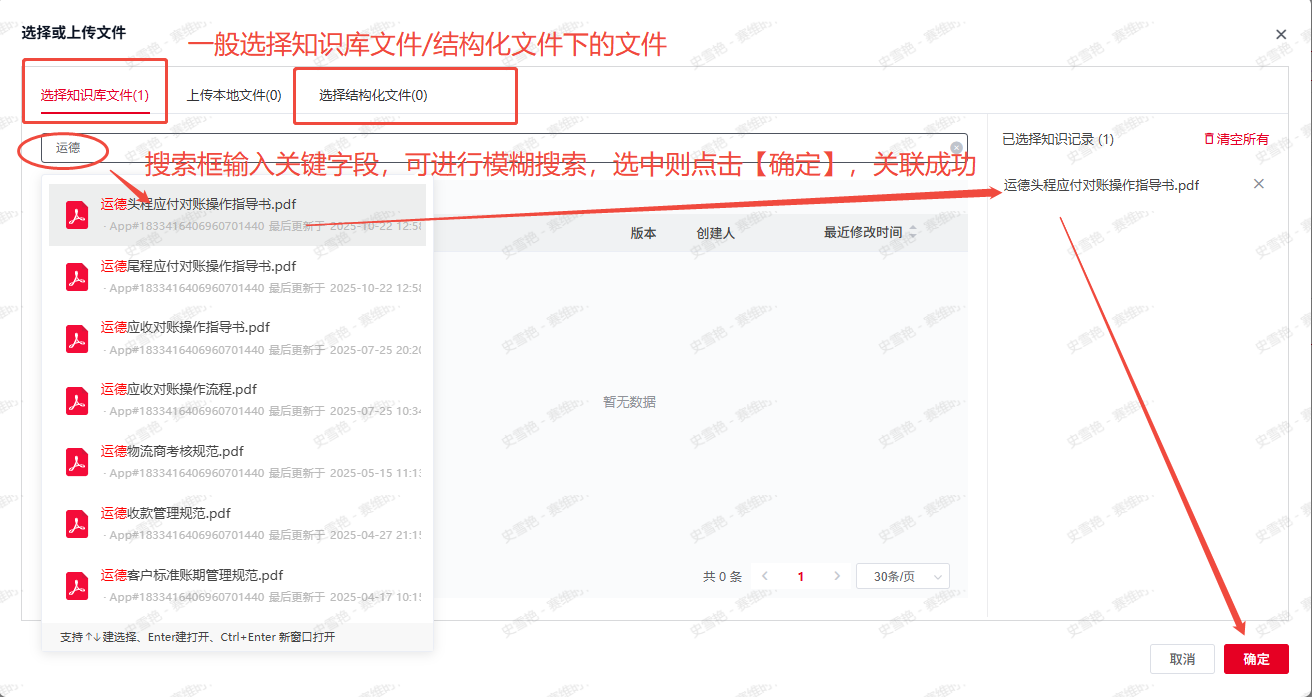 选择或上传文件
一般选择知识库文件/结构化文件下的文件
选择知识库文件(1)
上传本地文件(0)
选择结构化文件(0)
运德
搜索框输入关键字段，可进行模糊搜索，选中则点击【确定】，关联成功
已选择知识记录 (1)
清空所有
运德头程应付对账操作指导书.pdf
运德头程应付对账操作指导书.pdf
· App#1833416406960701440 最后更新于 2025-10-22 12:58
版本
创建人
最近修改时间
运德尾程应付对账操作指导书.pdf
· App#1833416406960701440 最后更新于 2025-10-22 12:58
运德应收对账操作指导书.pdf
· App#1833416406960701440 最后更新于 2025-07-25 20:20
运德应收对账操作流程.pdf
· App#1833416406960701440 最后更新于 2025-07-25 10:34
暂无数据
运德物流商考核规范.pdf
· App#1833416406960701440 最后更新于 2025-05-15 11:13
运德收款管理规范.pdf
· App#1833416406960701440 最后更新于 2025-04-27 21:15
运德客户标准账期管理规范.pdf
· App#1833416406960701440 最后更新于 2025-04-17 10:15
共 0 条
1
30条/页
支持↑↓建选择、Enter建打开、Ctrl+Enter 新窗口打开
取消
确定